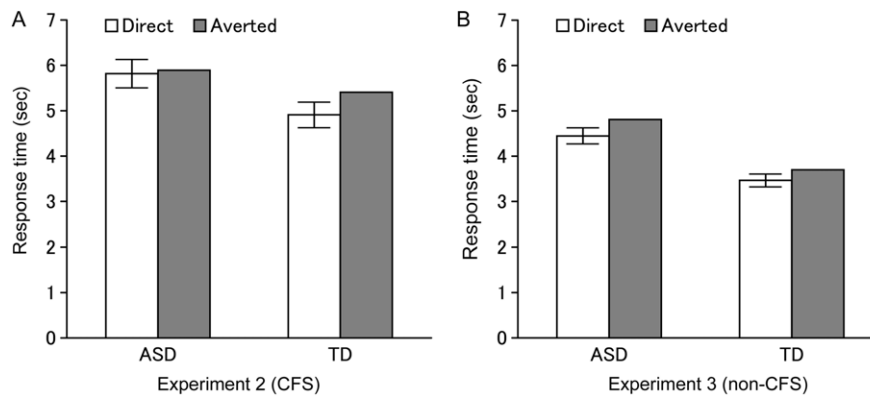 A
Direct Averted
Response time (sec)
7
6
5
4
3
2
1
0
ASD TD
Experiment 2 (CFS)
B
Direct Averted
Response time (sec)
7
6
5
4
3
2
1
0
ASD TD
Experiment 3 (non-CFS)